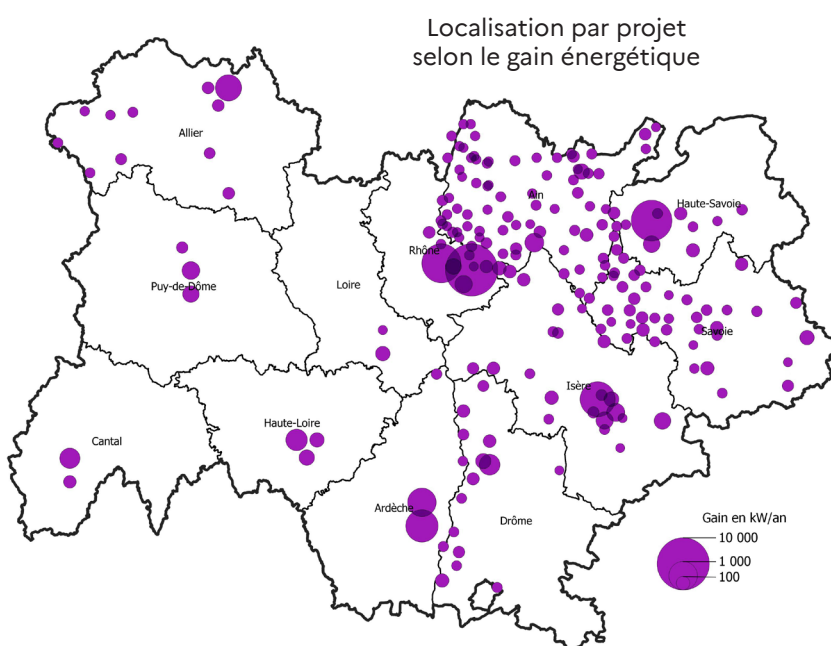 Localisation par projet
selon le gain énergétique
Allier
Ain
Haute-Savoie
Rhône
Puy-de-Dôme
Loire
Savoie
Isère
Haute-Loire
Cantal
Ardèche
Drôme
Gain en kW/an
10 000
1 000
100